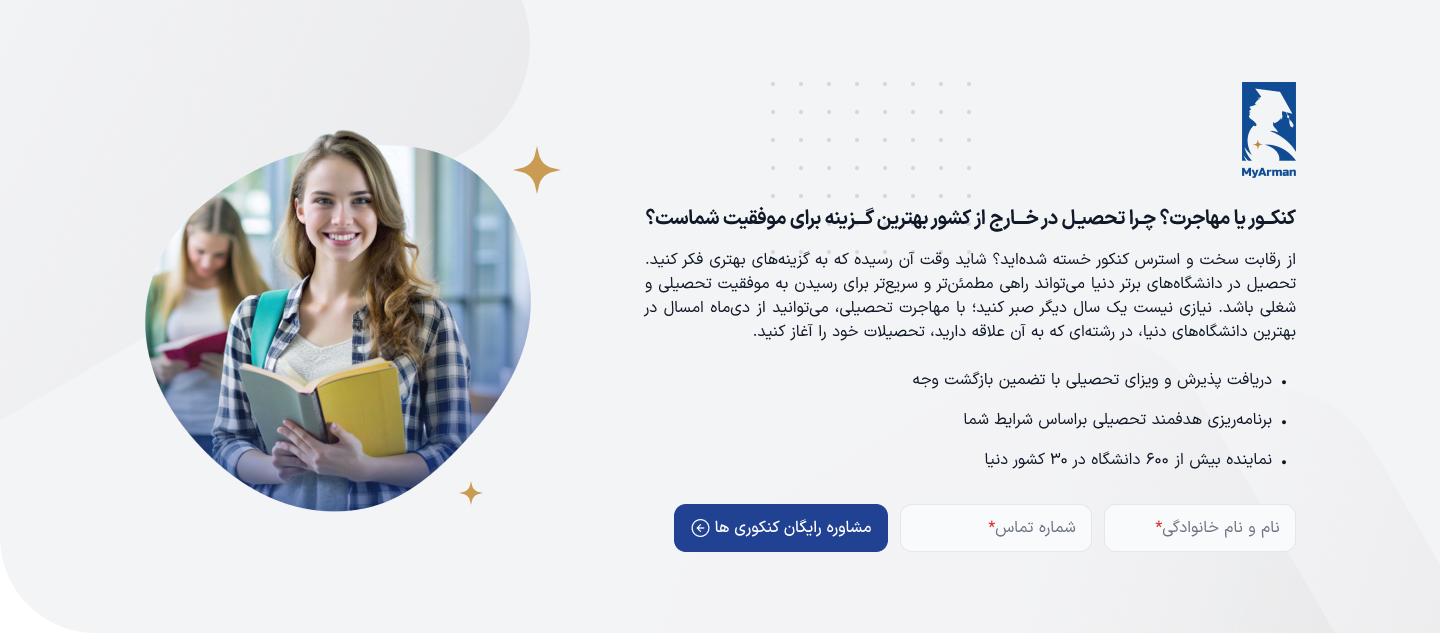 MyArman
کنکـور یا مهاجرت؟ چـرا تحصیـل در خـارج از کشور بهترین گـزینه برای موفقیت شماست؟
از رقابت سخت و استرس کنکور خسته شده‌اید؟ شاید وقت آن رسیده که به گزینه‌های بهتری فکر کنید.
تحصیل در دانشگاه‌های برتر دنیا می‌تواند راهی مطمئن‌تر و سریع‌تر برای رسیدن به موفقیت تحصیلی و
شغلی باشد. نیازی نیست یک سال دیگر صبر کنید؛ با مهاجرت تحصیلی، می‌توانید از دی‌ماه امسال در
بهترین دانشگاه‌های دنیا، در رشته‌ای که به آن علاقه دارید، تحصیلات خود را آغاز کنید.
• دریافت پذیرش و ویزای تحصیلی با تضمین بازگشت وجه
• برنامه‌ریزی هدفمند تحصیلی براساس شرایط شما
• نماینده بیش از ۶۰۰ دانشگاه در ۳۰ کشور دنیا
نام و نام خانوادگی*
شماره تماس*
مشاوره رایگان کنکوری ها